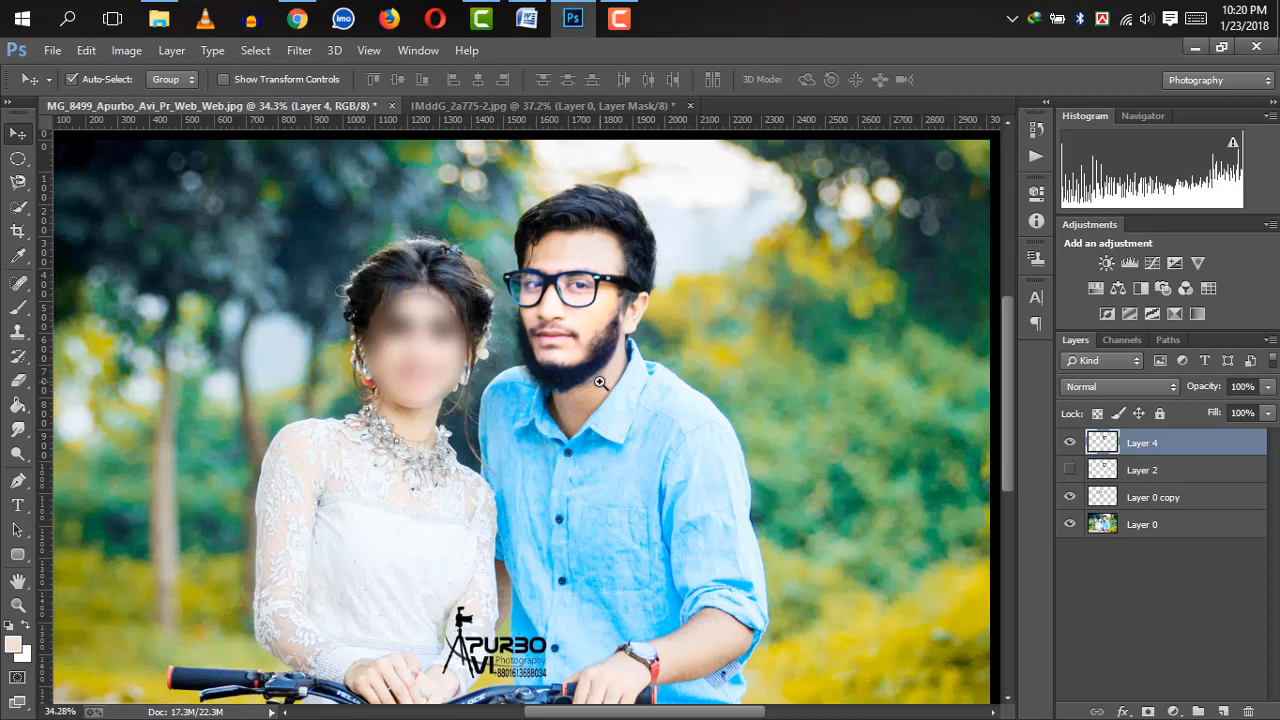 10:20 PM
1/23/2018
imo
Ps
Ps File Edit Image Layer Type Select Filter 3D View Window Help
Auto-Select: Group Show Transform Controls 3D Mode: Photography
MG_8499_Apurbo_Avi_Pr_Web_Web.jpg @ 34.3% (Layer 4, RGB/8) * × IMddG_2a775-2.jpg @ 37.2% (Layer 0, Layer Mask/8) * ×
100 200 300 400 500 600 700 800 900 1000 1100 1200 1300 1400 1500 1600 1700 1800 1900 2000 2100 2200 2300 2400 2500 2600 2700 2800 2900
Histogram Navigator
Adjustments
Add an adjustment
Layers Channels Paths
Kind
Normal Opacity: 100%
Lock: Fill: 100%
Layer 4
Layer 2
Layer 0 copy
Layer 0
APURBO
AVI Photography
+8801613688034
34.28% Doc: 17.3M/22.3M